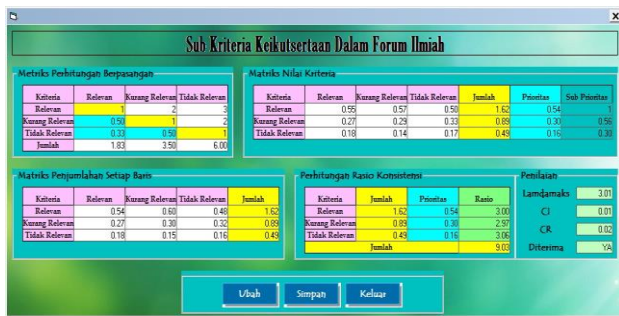 Sub Kriteria Keikutsertaan Dalam Forum Ilmiah
Metriks Perhitungan Berpasangan
Kriteria Relevan Kurang Relevan Tidak Relevan
Relevan 1 2 3
Kurang Relevan 0.50 1 2
Tidak Relevan 0.33 0.50 1
Jumlah 1.83 3.50 6.00
Matriks Nilai Kriteria
Kriteria Relevan Kurang Relevan Tidak Relevan Jumlah Prioritas Sub Prioritas
Relevan 0.55 0.57 0.50 1.62 0.54 1
Kurang Relevan 0.27 0.29 0.33 0.89 0.30 0.56
Tidak Relevan 0.18 0.14 0.17 0.49 0.16 0.30
Matriks Penjumlahan Setiap Baris
Kriteria Relevan Kurang Relevan Tidak Relevan Jumlah
Relevan 0.54 0.60 0.48 1.62
Kurang Relevan 0.27 0.30 0.32 0.89
Tidak Relevan 0.18 0.15 0.16 0.49
Perhitungan Rasio Konsistensi
Kriteria Jumlah Prioritas Rasio
Relevan 1.62 0.54 3.00
Kurang Relevan 0.89 0.30 2.97
Tidak Relevan 0.49 0.16 3.06
Jumlah 9.03
Penilaian
Lamdamaks 3.01
CI 0.01
CR 0.02
Diterima YA
Ubah Simpan Keluar